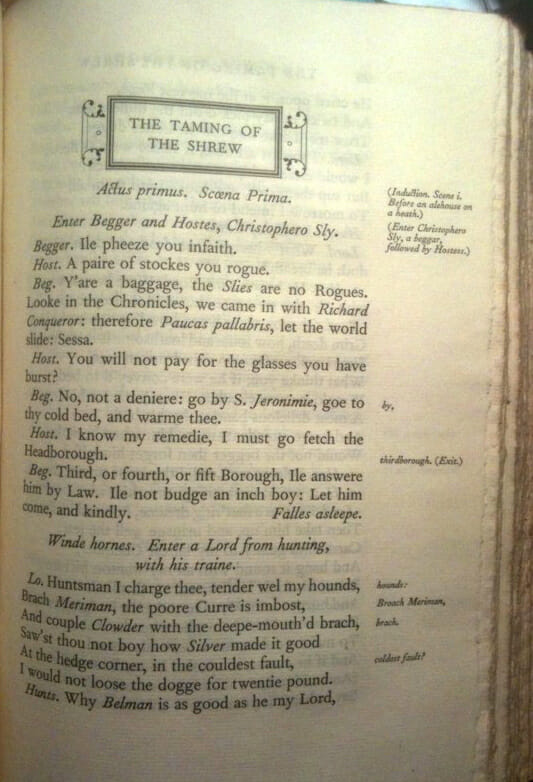 THE TAMING OF
THE SHREW
Actus primus. Scœna Prima.
(Induction. Scene i.
Before an alehouse on
a heath.)
Enter Begger and Hostes, Christophero Sly.
(Enter Christophero
Sly, a beggar,
followed by Hostess.)
Begger. Ile pheeze you infaith.
Host. A paire of stockes you rogue.
Beg. Y'are a baggage, the Slies are no Rogues.
Looke in the Chronicles, we came in with Richard
Conqueror: therefore Paucas pallabris, let the world
slide: Sessa.
Host. You will not pay for the glasses you have
burst?
Beg. No, not a deniere: go by S. Jeronimie, goe to
by,
thy cold bed, and warme thee.
Host. I know my remedie, I must go fetch the
Headborough.
thirdborough. (Exit.)
Beg. Third, or fourth, or fift Borough, Ile answere
him by Law. Ile not budge an inch boy: Let him
come, and kindly. Falles asleepe.
Winde hornes. Enter a Lord from hunting,
with his traine.
Lo. Huntsman I charge thee, tender wel my hounds,
hounds:
Brach Meriman, the poore Curre is imbost,
Broach Meriman,
And couple Clowder with the deepe-mouth'd brach,
brach.
Saw'st thou not boy how Silver made it good
At the hedge corner, in the couldest fault,
coldest fault?
I would not loose the dogge for twentie pound.
Hunts. Why Belman is as good as he my Lord,